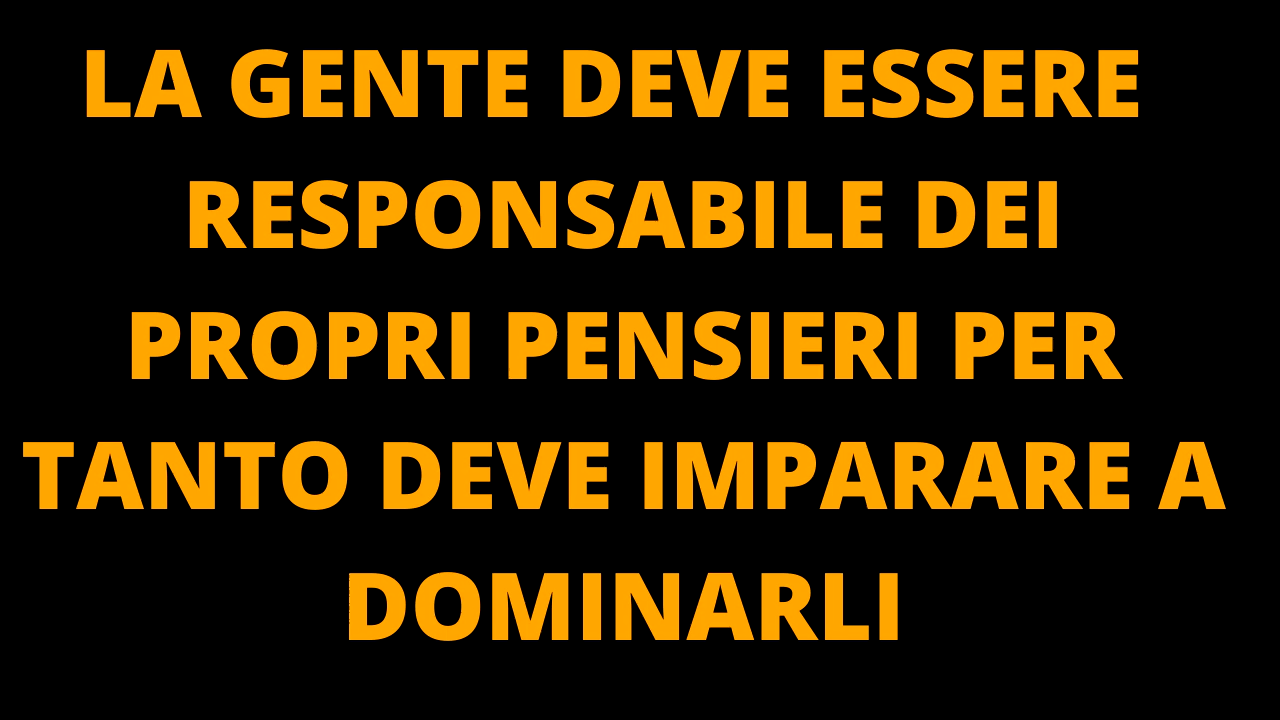 LA GENTE DEVE ESSERE
RESPONSABILE DEI
PROPRI PENSIERI PER
TANTO DEVE IMPARARE A
DOMINARLI